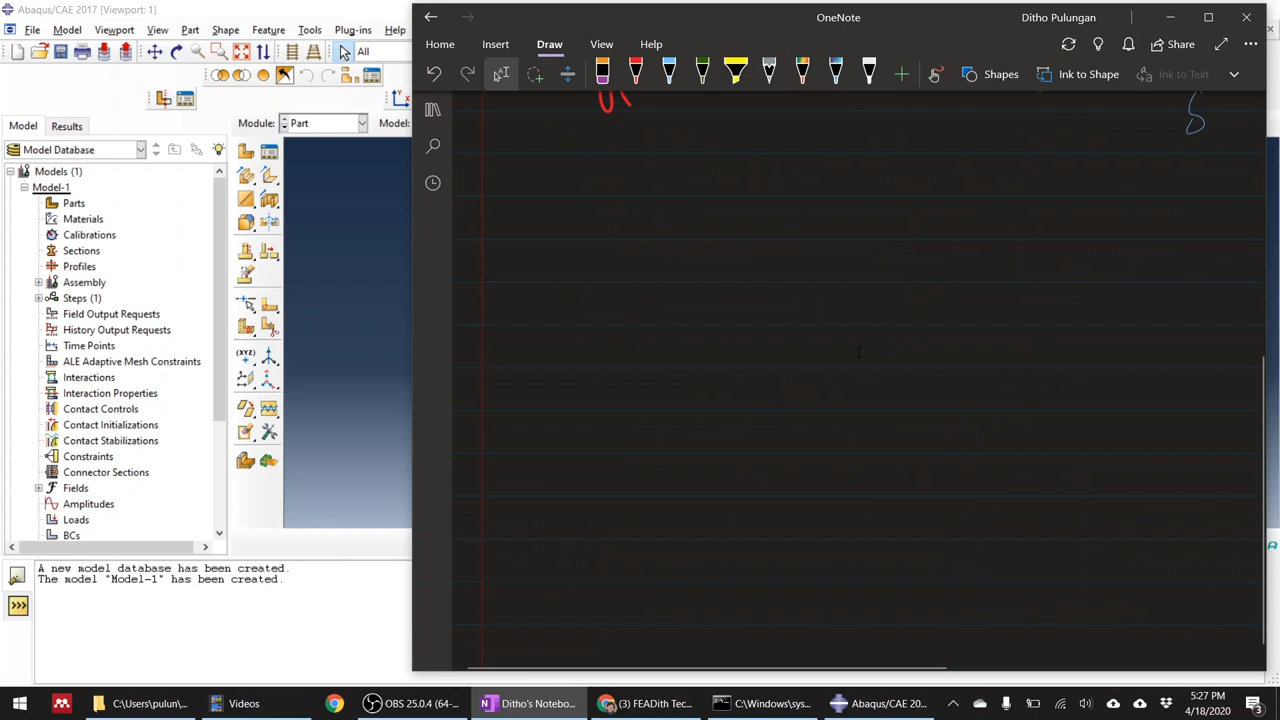 Abaqus/CAE 2017 [Viewport: 1]
File Model Viewport View Part Shape Feature Tools Plug-ins Help
All
Model Results
Module: Part Model:
Model Database
Models (1)
Model-1
Parts
Materials
Calibrations
Sections
Profiles
Assembly
Steps (1)
Field Output Requests
History Output Requests
Time Points
ALE Adaptive Mesh Constraints
Interactions
Interaction Properties
Contact Controls
Contact Initializations
Contact Stabilizations
Constraints
Connector Sections
Fields
Amplitudes
Loads
BCs
(XYZ)
A new model database has been created.
The model "Model-1" has been created.
>>>
OneNote
Ditho Pulungan
Home Insert Draw View Help
Share
Shapes
Ink to Shape
Ink to Text
8
C:\Users\pulun\...
Videos
OBS 25.0.4 (64-...
Ditho's Notebo...
(3) FEADith Tec...
C:\Windows\sys...
Abaqus/CAE 20...
5:27 PM
4/18/2020